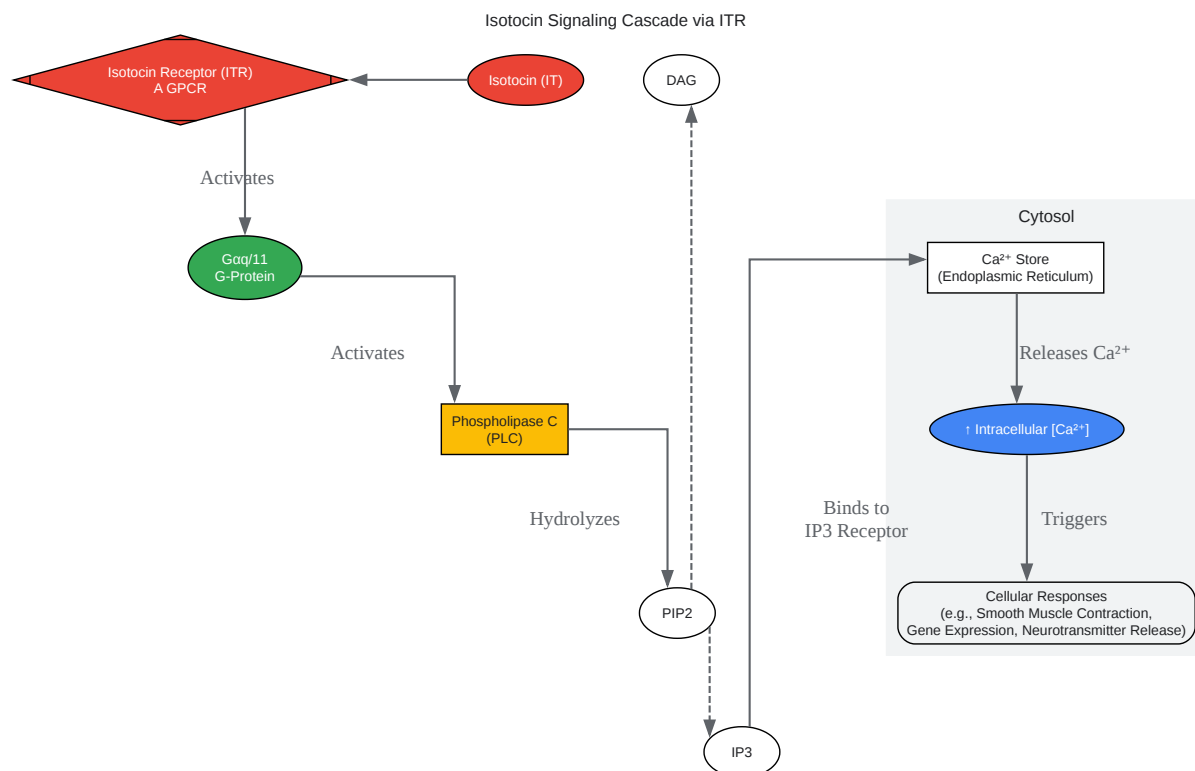 Isotocin Signaling Cascade via ITR
Isotocin Receptor (ITR)
A GPCR
Isotocin (IT)
DAG
Activates
Gαq/11
G-Protein
Activates
Phospholipase C
(PLC)
Hydrolyzes
PIP2
IP3
Binds to
IP3 Receptor
Cytosol
Ca²⁺ Store
(Endoplasmic Reticulum)
Releases Ca²⁺
↑ Intracellular [Ca²⁺]
Triggers
Cellular Responses
(e.g., Smooth Muscle Contraction,
Gene Expression, Neurotransmitter Release)